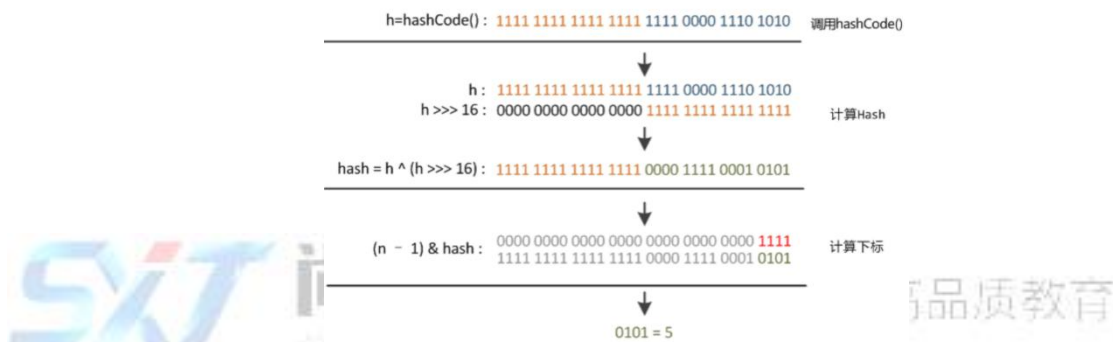 h=hashCode() : 1111 1111 1111 1111 1111 0000 1110 1010 调用hashCode()
h : 1111 1111 1111 1111 1111 0000 1110 1010
h >>> 16 : 0000 0000 0000 0000 1111 1111 1111 1111 计算Hash
hash = h ^ (h >>> 16) : 1111 1111 1111 1111 0000 1111 0001 0101
(n - 1) & hash : 0000 0000 0000 0000 0000 0000 0000 1111 计算下标
1111 1111 1111 1111 0000 1111 0001 0101
0101 = 5
SXT
品质教育